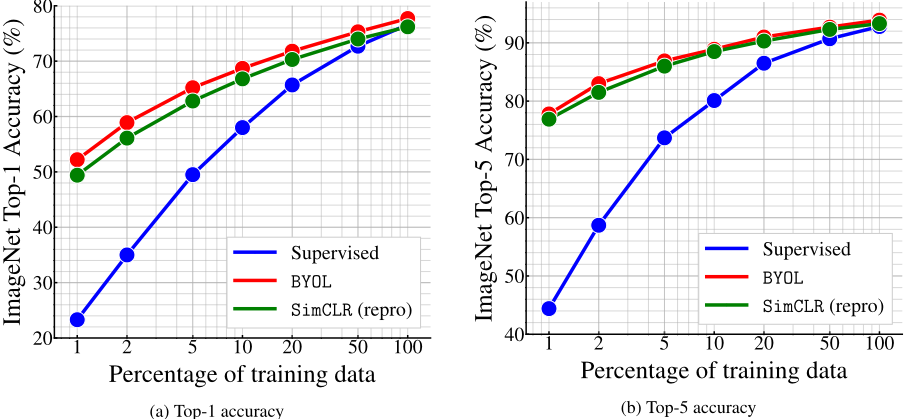 ImageNet Top-1 Accuracy (%)
80
70
60
50
40
30
20
1 2 5 10 20 50 100
Supervised
BYOL
SimCLR (repro)
Percentage of training data
(a) Top-1 accuracy
ImageNet Top-5 Accuracy (%)
90
80
70
60
50
40
1 2 5 10 20 50 100
Supervised
BYOL
SimCLR (repro)
Percentage of training data
(b) Top-5 accuracy